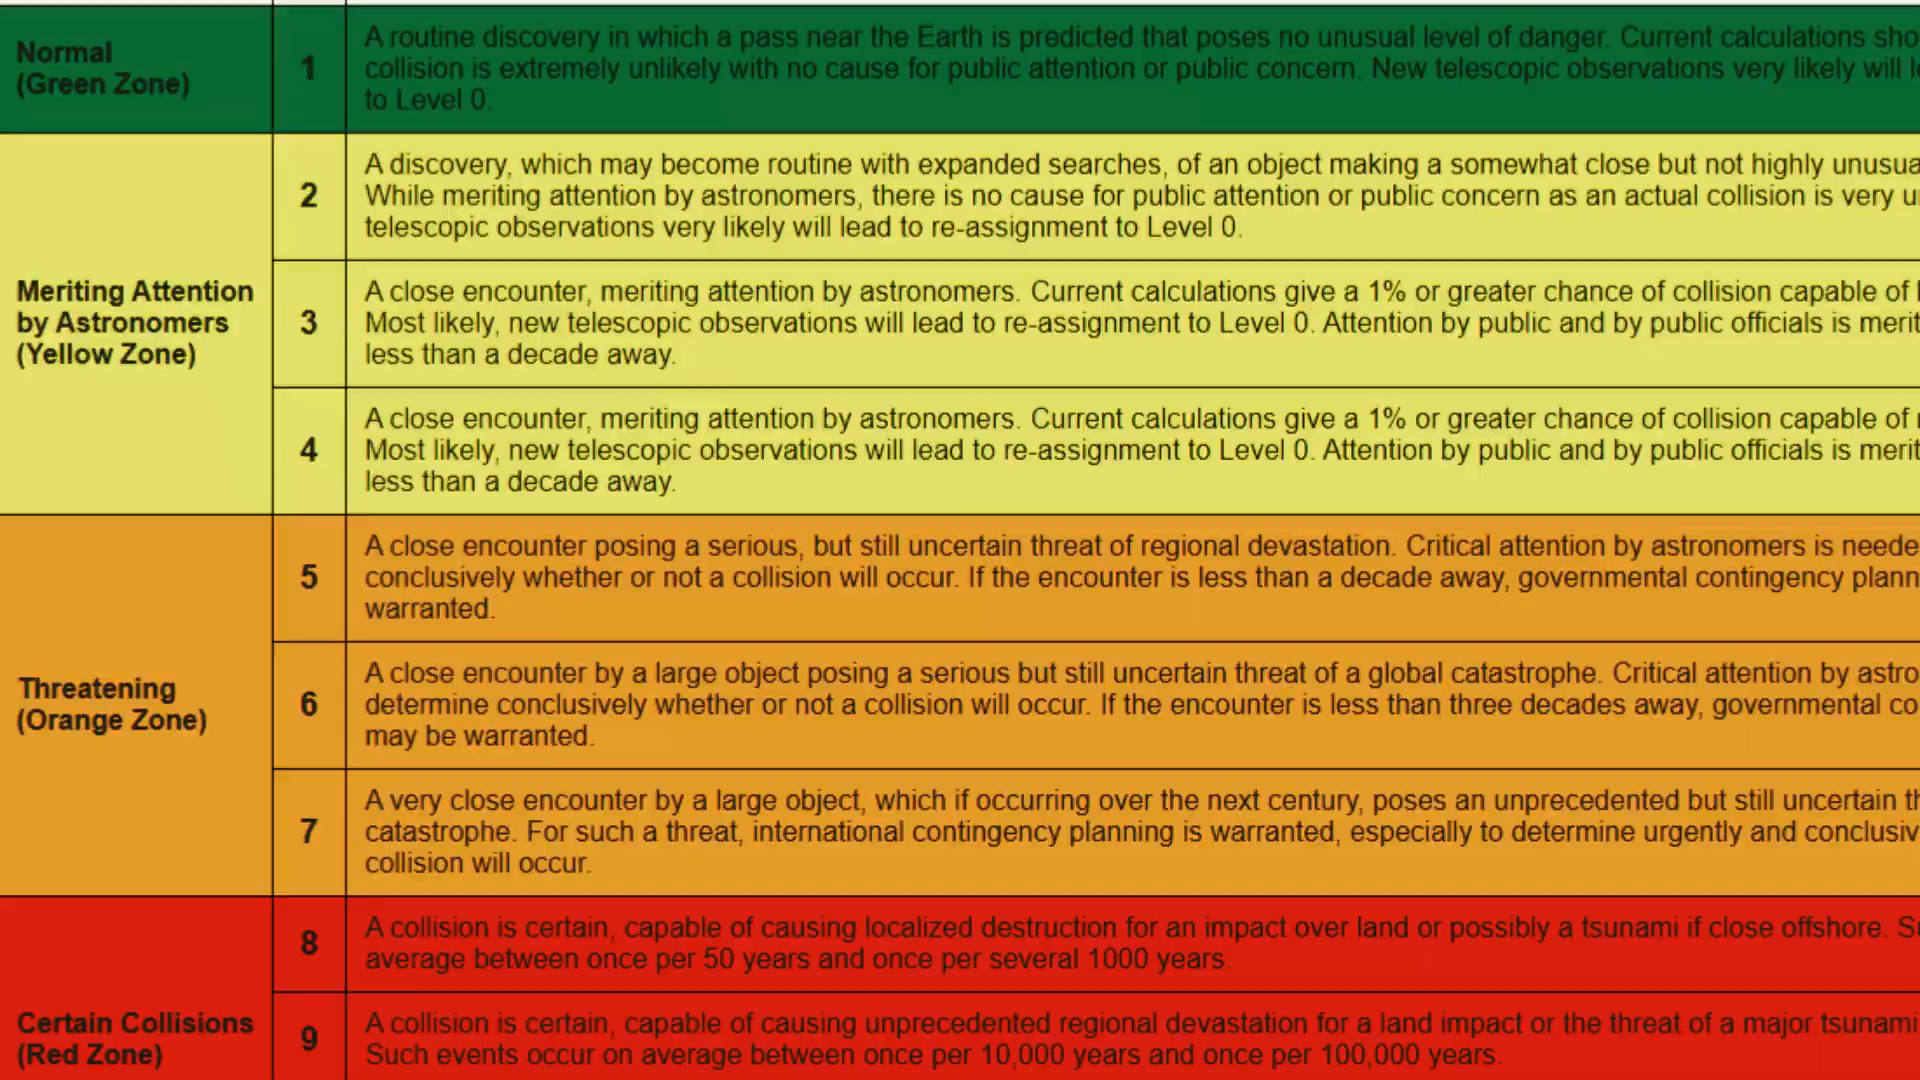 Normal
(Green Zone)
1
A routine discovery in which a pass near the Earth is predicted that poses no unusual level of danger. Current calculations
collision is extremely unlikely with no cause for public attention or public concern. New telescopic observations very likely will
to Level 0.
Meriting Attention
by Astronomers
(Yellow Zone)
2
A discovery, which may become routine with expanded searches, of an object making a somewhat close but not highly
While meriting attention by astronomers, there is no cause for public attention or public concern as an actual collision is very
telescopic observations very likely will lead to re-assignment to Level 0.
3
A close encounter, meriting attention by astronomers. Current calculations give a 1% or greater chance of collision capable of
Most likely, new telescopic observations will lead to re-assignment to Level 0. Attention by public and by public officials is
less than a decade away.
4
A close encounter, meriting attention by astronomers. Current calculations give a 1% or greater chance of collision capable of
Most likely, new telescopic observations will lead to re-assignment to Level 0. Attention by public and by public officials is
less than a decade away.
Threatening
(Orange Zone)
5
A close encounter posing a serious, but still uncertain threat of regional devastation. Critical attention by astronomers is
conclusively whether or not a collision will occur. If the encounter is less than a decade away, governmental contingency
warranted.
6
A close encounter by a large object posing a serious but still uncertain threat of a global catastrophe. Critical attention by
determine conclusively whether or not a collision will occur. If the encounter is less than three decades away, governmental
may be warranted.
7
A very close encounter by a large object, which if occurring over the next century, poses an unprecedented but still uncertain
catastrophe. For such a threat, international contingency planning is warranted, especially to determine urgently and
collision will occur.
Certain Collisions
(Red Zone)
8
A collision is certain, capable of causing localized destruction for an impact over land or possibly a tsunami if close offshore.
average between once per 50 years and once per several 1000 years.
9
A collision is certain, capable of causing unprecedented regional devastation for a land impact or the threat of a major tsunami
Such events occur on average between once per 10,000 years and once per 100,000 years.